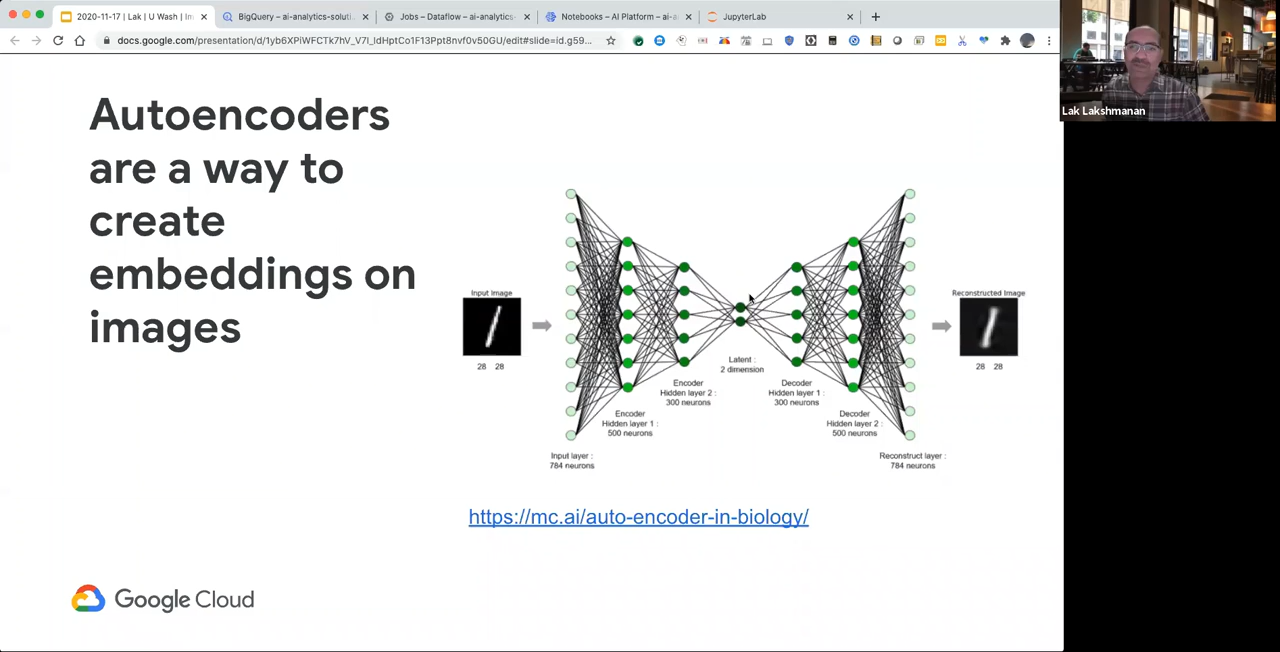 2020-11-17 | Lak | U Wash | Im
BigQuery – ai-analytics-soluti
Jobs – Dataflow – ai-analytics-
Notebooks – AI Platform – ai-a
JupyterLab
docs.google.com/presentation/d/1yb6XPiWFCTk7hV_V7I_IdHptCo1F13Ppt8nvf0v50GU/edit#slide=id.g59...
Lak Lakshmanan
Autoencoders
are a way to
create
embeddings on
images
Input Image
28 28
Input layer :
784 neurons
Encoder
Hidden layer 1 :
500 neurons
Encoder
Hidden layer 2 :
300 neurons
Latent :
2 dimension
Decoder
Hidden layer 1 :
300 neurons
Decoder
Hidden layer 2 :
500 neurons
Reconstruct layer :
784 neurons
Reconstructed Image
28 28
https://mc.ai/auto-encoder-in-biology/
Google Cloud